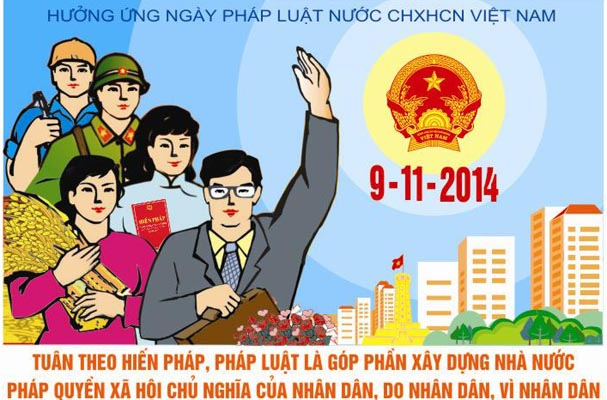 HƯỞNG ỨNG NGÀY PHÁP LUẬT NƯỚC CHXHCN VIỆT NAM
VIỆT NAM
9-11-2014
HIẾN PHÁP
TUÂN THEO HIẾN PHÁP, PHÁP LUẬT LÀ GÓP PHẦN XÂY DỰNG NHÀ NƯỚC
PHÁP QUYỀN XÃ HỘI CHỦ NGHĨA CỦA NHÂN DÂN, DO NHÂN DÂN, VÌ NHÂN DÂN